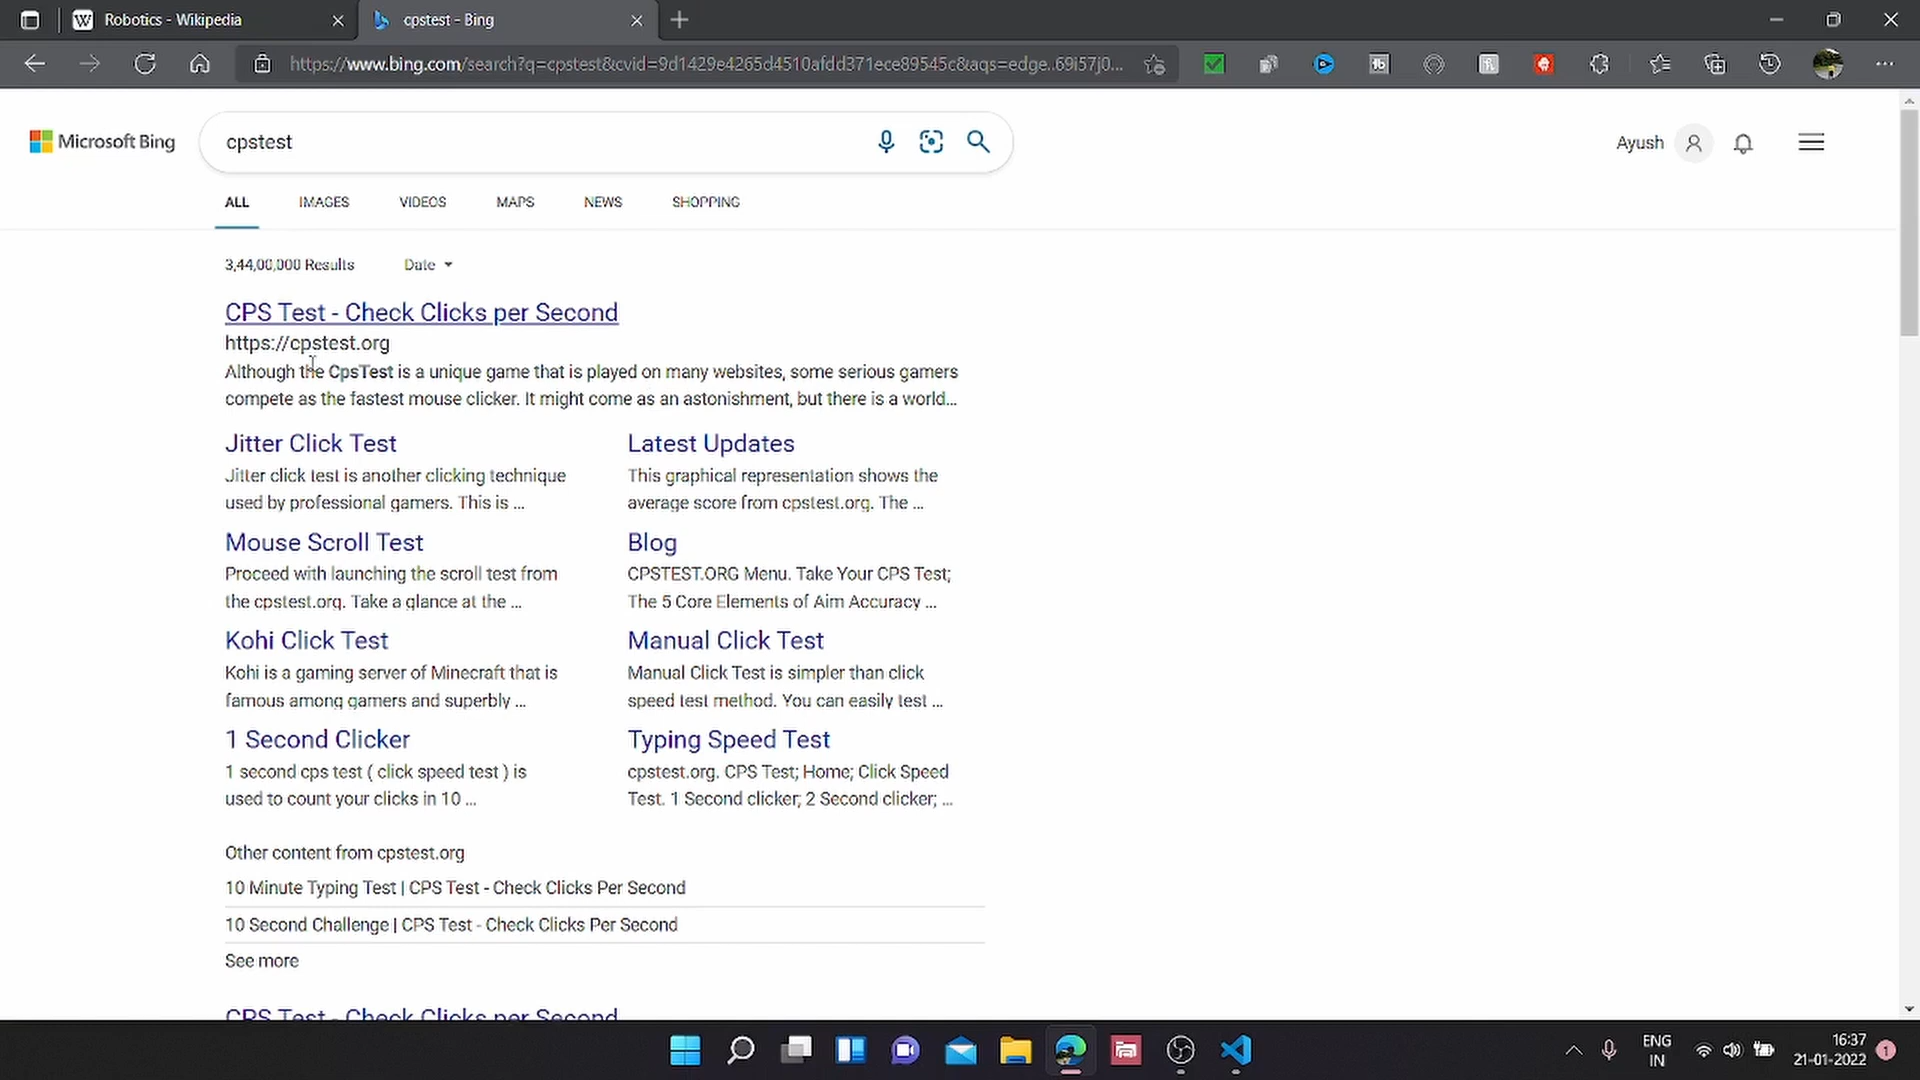 Robotics - Wikipedia
cpstest - Bing
https://www.bing.com/search?q=cpstest&cvid=9d1429e4265d4510afdd371ece89545c&aqs=edge..69i57j0...
Microsoft Bing
cpstest
Ayush
ALL IMAGES VIDEOS MAPS NEWS SHOPPING
3,44,00,000 Results Date
CPS Test - Check Clicks per Second
https://cpstest.org
Although the CpsTest is a unique game that is played on many websites, some serious gamers
compete as the fastest mouse clicker. It might come as an astonishment, but there is a world...
Jitter Click Test
Jitter click test is another clicking technique
used by professional gamers. This is ...
Latest Updates
This graphical representation shows the
average score from cpstest.org. The ...
Mouse Scroll Test
Proceed with launching the scroll test from
the cpstest.org. Take a glance at the ...
Blog
CPSTEST.ORG Menu. Take Your CPS Test;
The 5 Core Elements of Aim Accuracy ...
Kohi Click Test
Kohi is a gaming server of Minecraft that is
famous among gamers and superbly ...
Manual Click Test
Manual Click Test is simpler than click
speed test method. You can easily test ...
1 Second Clicker
1 second cps test ( click speed test ) is
used to count your clicks in 10 ...
Typing Speed Test
cpstest.org. CPS Test; Home; Click Speed
Test. 1 Second clicker; 2 Second clicker; ...
Other content from cpstest.org
10 Minute Typing Test | CPS Test - Check Clicks Per Second
10 Second Challenge | CPS Test - Check Clicks Per Second
See more
CPS Test - Check Clicks per Second
ENG
IN
16:37
21-01-2022
1